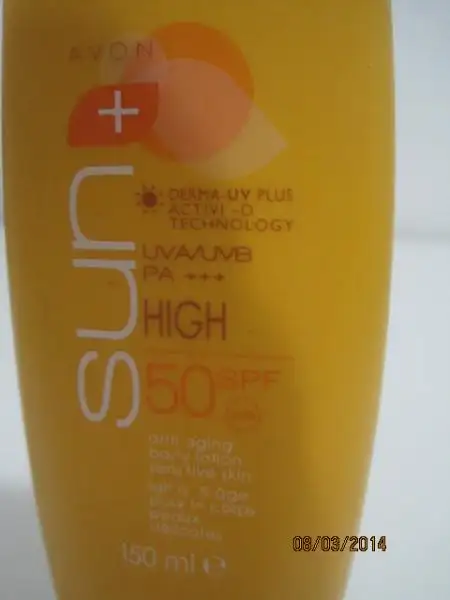 AVON
sun+
DERMA-UV PLUS
ACTIVE-D
TECHNOLOGY
UVA/UVB
PA +++
HIGH
50 SPF
anti aging
body lotion
sensitive skin
150 ml e
08/03/2014